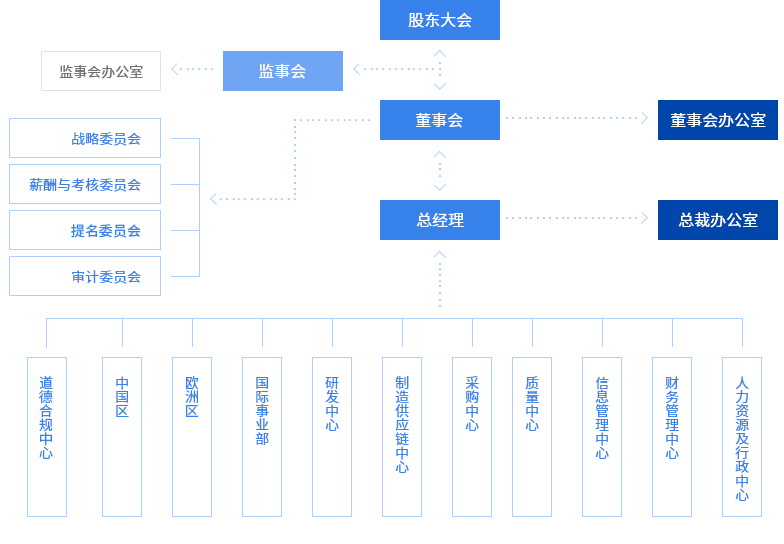 股东大会
监事会办公室
监事会
董事会
董事会办公室
战略委员会
薪酬与考核委员会
提名委员会
审计委员会
总经理
总裁办公室
道德合规中心
中国区
欧洲区
国际事业部
研发中心
制造供应链中心
采购中心
质量中心
信息管理中心
财务管理中心
人力资源及行政中心